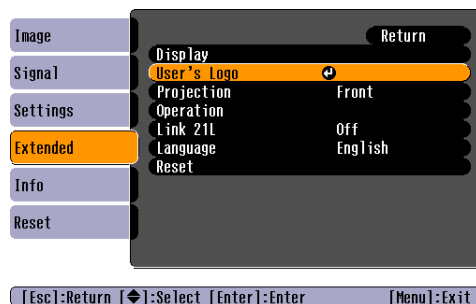 Image
Signal
Settings
Extended
Info
Reset
Return
Display
User's Logo
Projection Front
Operation
Link 21L Off
Language English
Reset
[Esc]:Return [◆]:Select [Enter]:Enter [Menu]:Exit